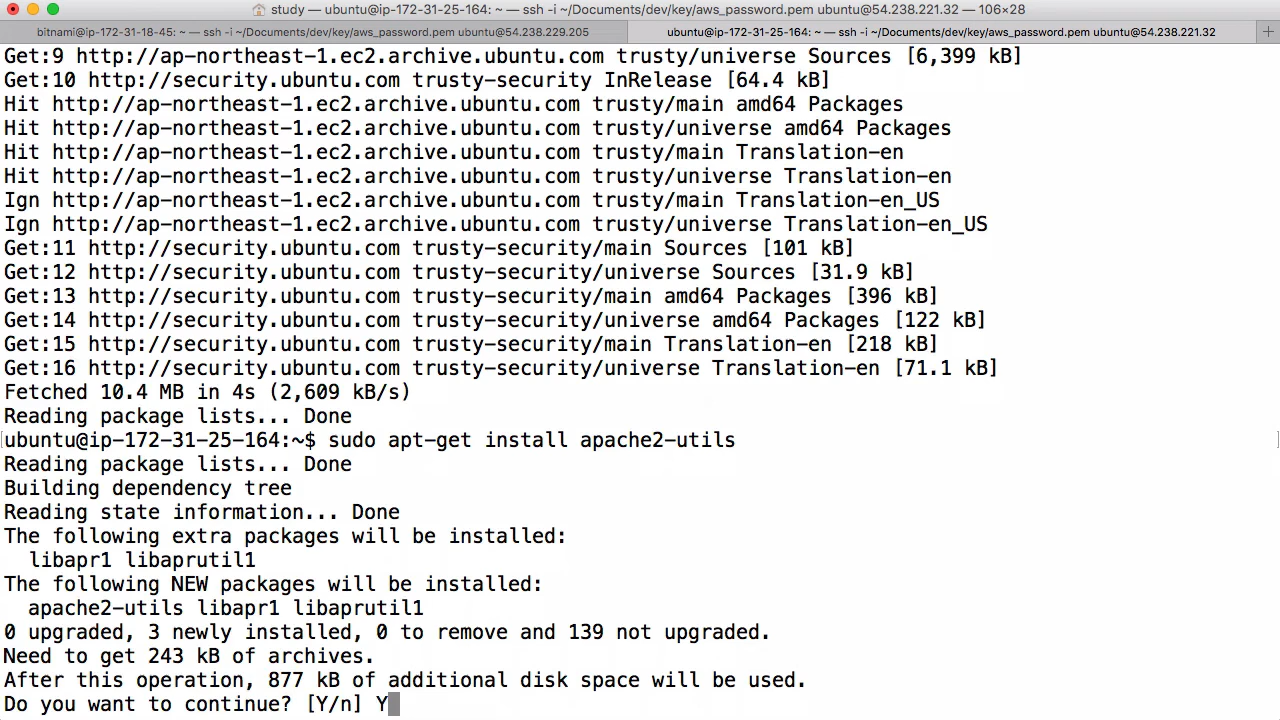 study — ubuntu@ip-172-31-25-164: ~ — ssh -i ~/Documents/dev/key/aws_password.pem ubuntu@54.238.221.32 — 106×28
bitnami@ip-172-31-18-45: ~ — ssh -i ~/Documents/dev/key/aws_password.pem ubuntu@54.238.229.205
ubuntu@ip-172-31-25-164: ~ — ssh -i ~/Documents/dev/key/aws_password.pem ubuntu@54.238.221.32
Get:9 http://ap-northeast-1.ec2.archive.ubuntu.com trusty/universe Sources [6,399 kB]
Get:10 http://security.ubuntu.com trusty-security InRelease [64.4 kB]
Hit http://ap-northeast-1.ec2.archive.ubuntu.com trusty/main amd64 Packages
Hit http://ap-northeast-1.ec2.archive.ubuntu.com trusty/universe amd64 Packages
Hit http://ap-northeast-1.ec2.archive.ubuntu.com trusty/main Translation-en
Hit http://ap-northeast-1.ec2.archive.ubuntu.com trusty/universe Translation-en
Ign http://ap-northeast-1.ec2.archive.ubuntu.com trusty/main Translation-en_US
Ign http://ap-northeast-1.ec2.archive.ubuntu.com trusty/universe Translation-en_US
Get:11 http://security.ubuntu.com trusty-security/main Sources [101 kB]
Get:12 http://security.ubuntu.com trusty-security/universe Sources [31.9 kB]
Get:13 http://security.ubuntu.com trusty-security/main amd64 Packages [396 kB]
Get:14 http://security.ubuntu.com trusty-security/universe amd64 Packages [122 kB]
Get:15 http://security.ubuntu.com trusty-security/main Translation-en [218 kB]
Get:16 http://security.ubuntu.com trusty-security/universe Translation-en [71.1 kB]
Fetched 10.4 MB in 4s (2,609 kB/s)
Reading package lists... Done
ubuntu@ip-172-31-25-164:~$ sudo apt-get install apache2-utils
Reading package lists... Done
Building dependency tree
Reading state information... Done
The following extra packages will be installed:
  libapr1 libaprutil1
The following NEW packages will be installed:
  apache2-utils libapr1 libaprutil1
0 upgraded, 3 newly installed, 0 to remove and 139 not upgraded.
Need to get 243 kB of archives.
After this operation, 877 kB of additional disk space will be used.
Do you want to continue? [Y/n] Y